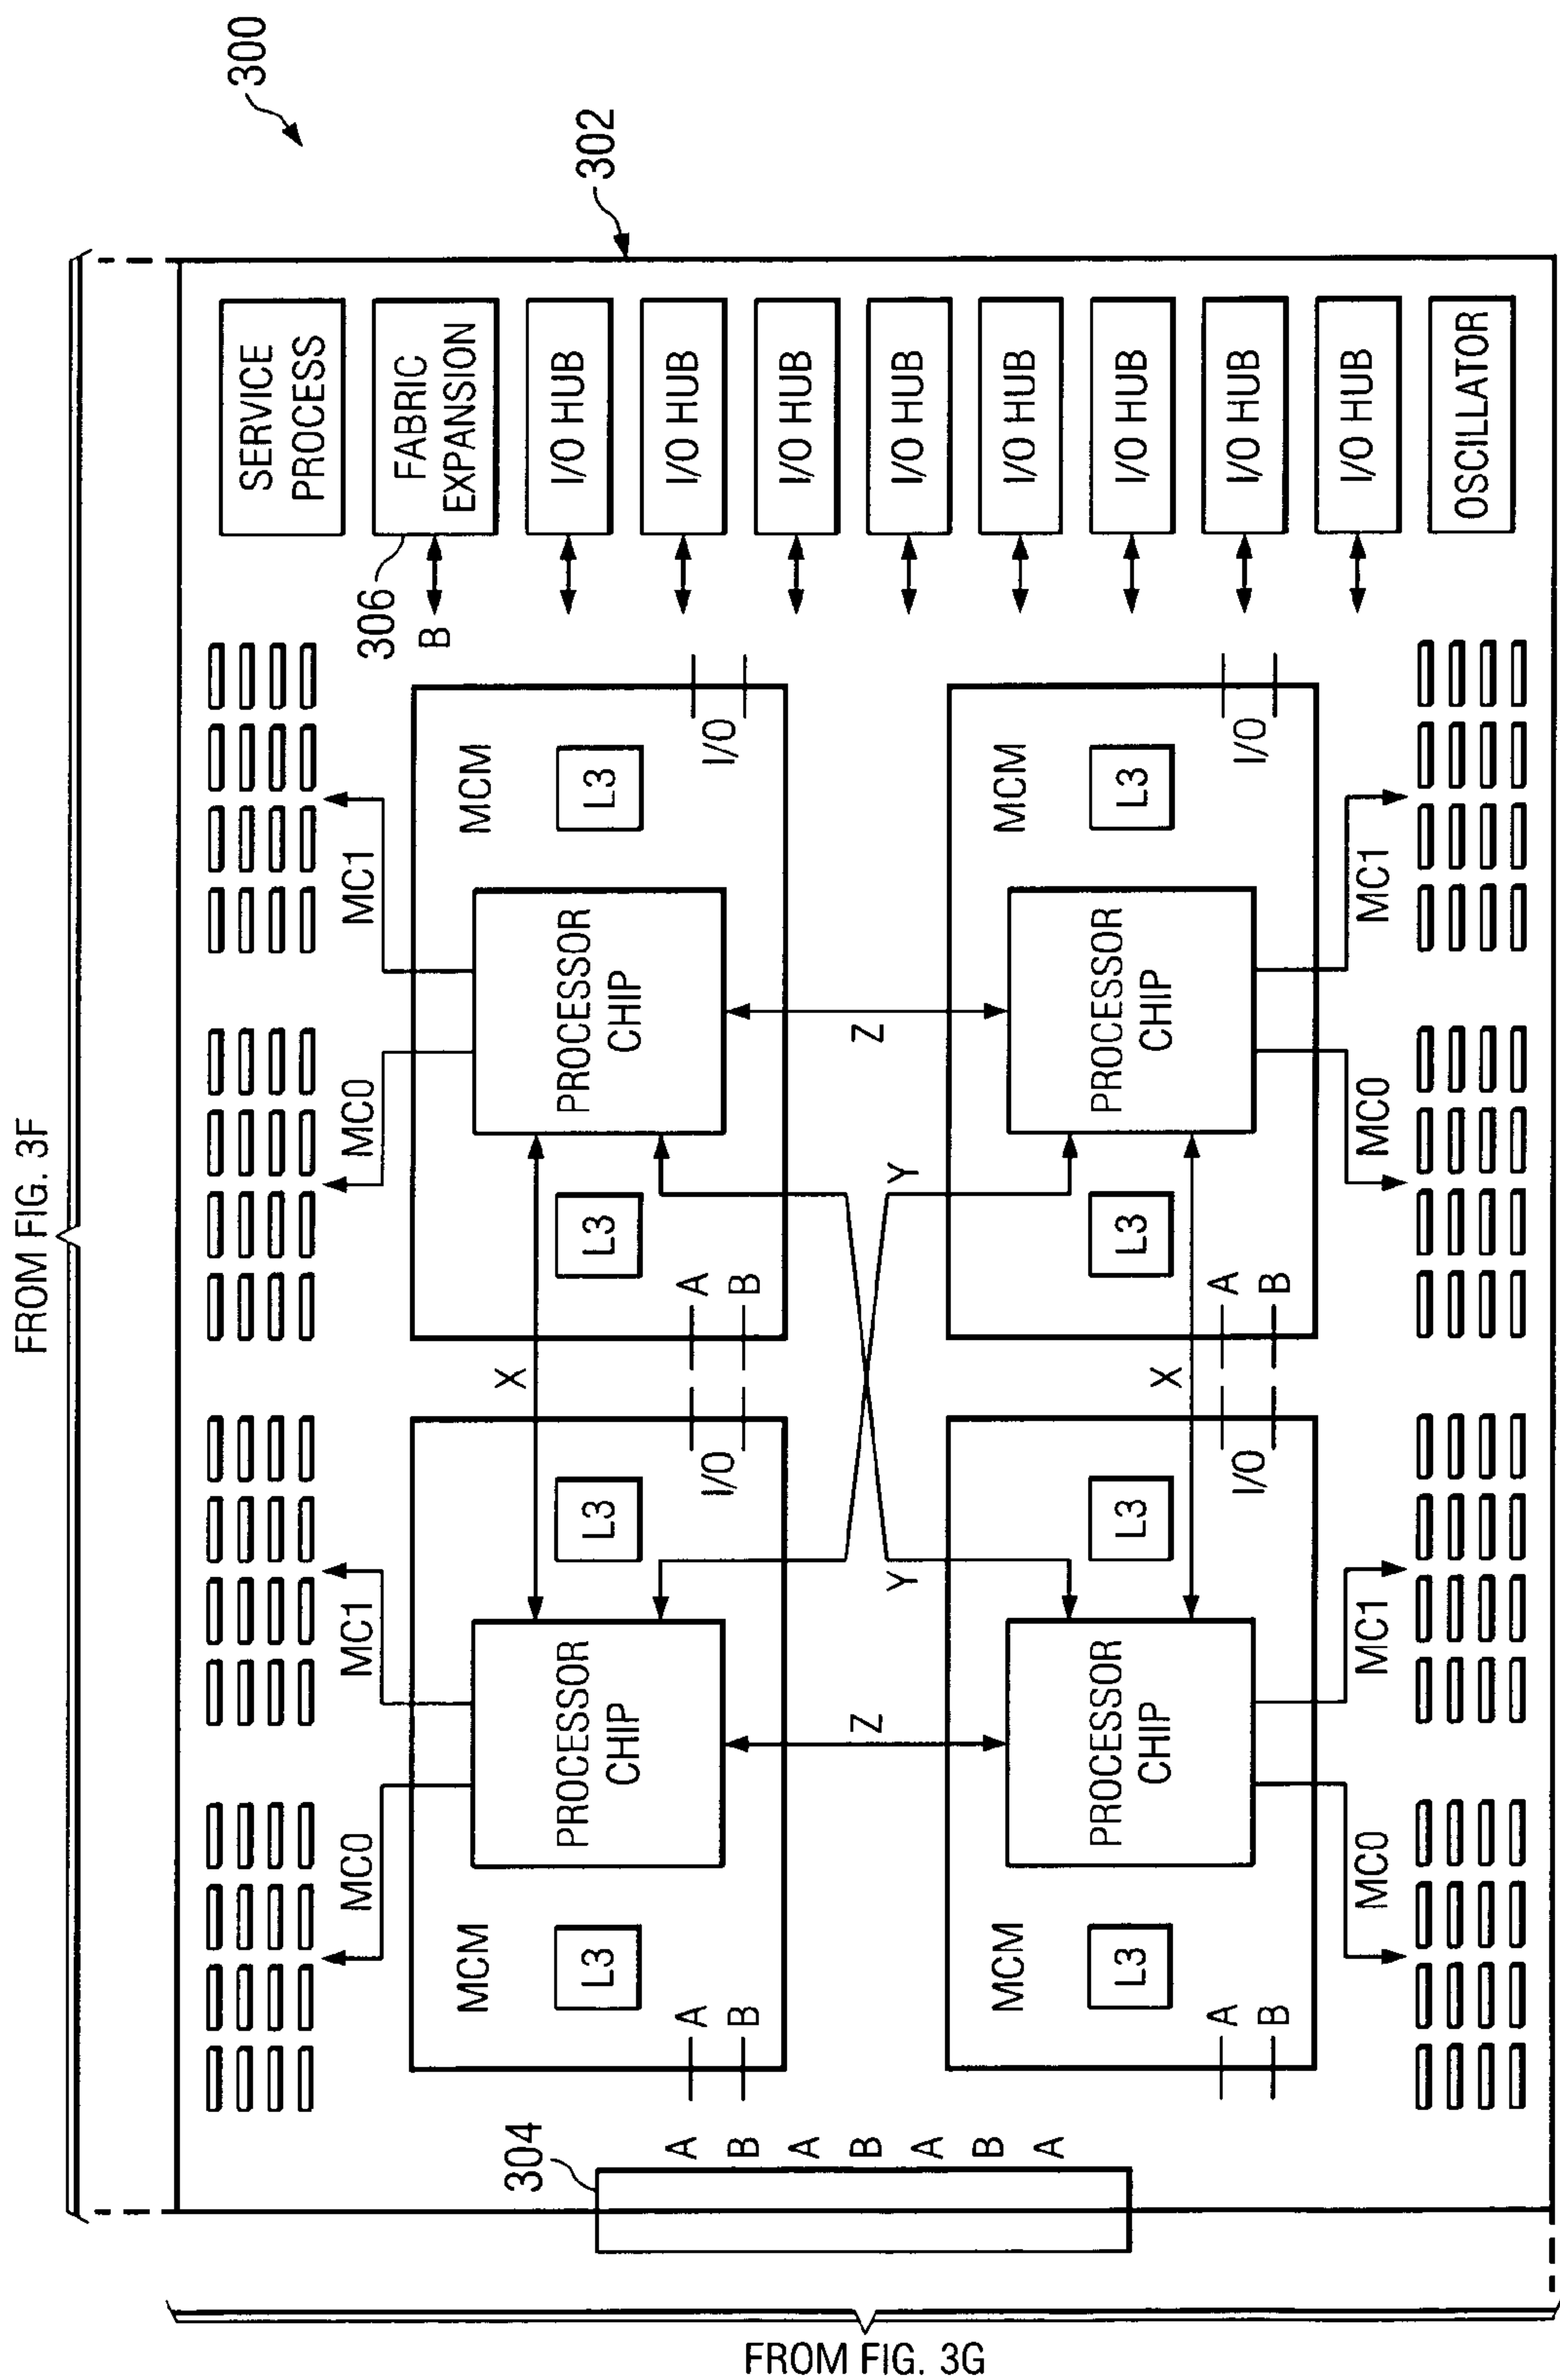 FROM FIG. 3F
300
302
SERVICE
PROCESS
FABRIC
EXPANSION
306
B
I/O HUB
I/O HUB
I/O HUB
I/O HUB
I/O HUB
I/O HUB
I/O HUB
I/O HUB
OSCILLATOR
MC0
MC1
MC0
MC1
MCM
L3
PROCESSOR
CHIP
L3
I/O
A
B
X
MCM
L3
PROCESSOR
CHIP
L3
I/O
A
B
Z
Y
Y
Z
MCM
L3
PROCESSOR
CHIP
L3
I/O
A
B
X
MCM
L3
PROCESSOR
CHIP
L3
I/O
A
B
MC0
MC1
MC0
MC1
304
A
B
A
B
A
B
A
FROM FIG. 3G